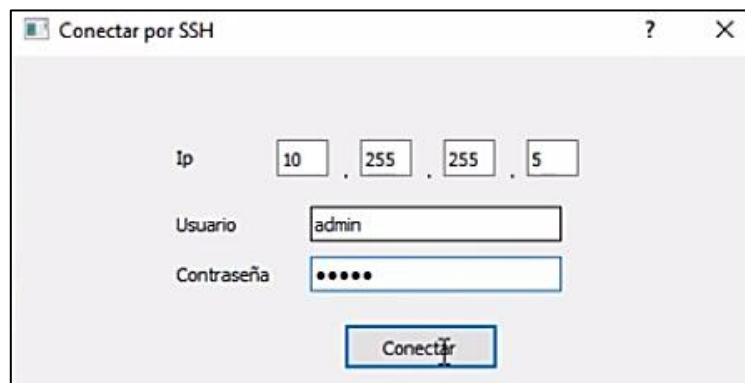 Conectar por SSH
Ip 10 . 255 . 255 . 5
Usuario admin
Contraseña •••••
Conectar